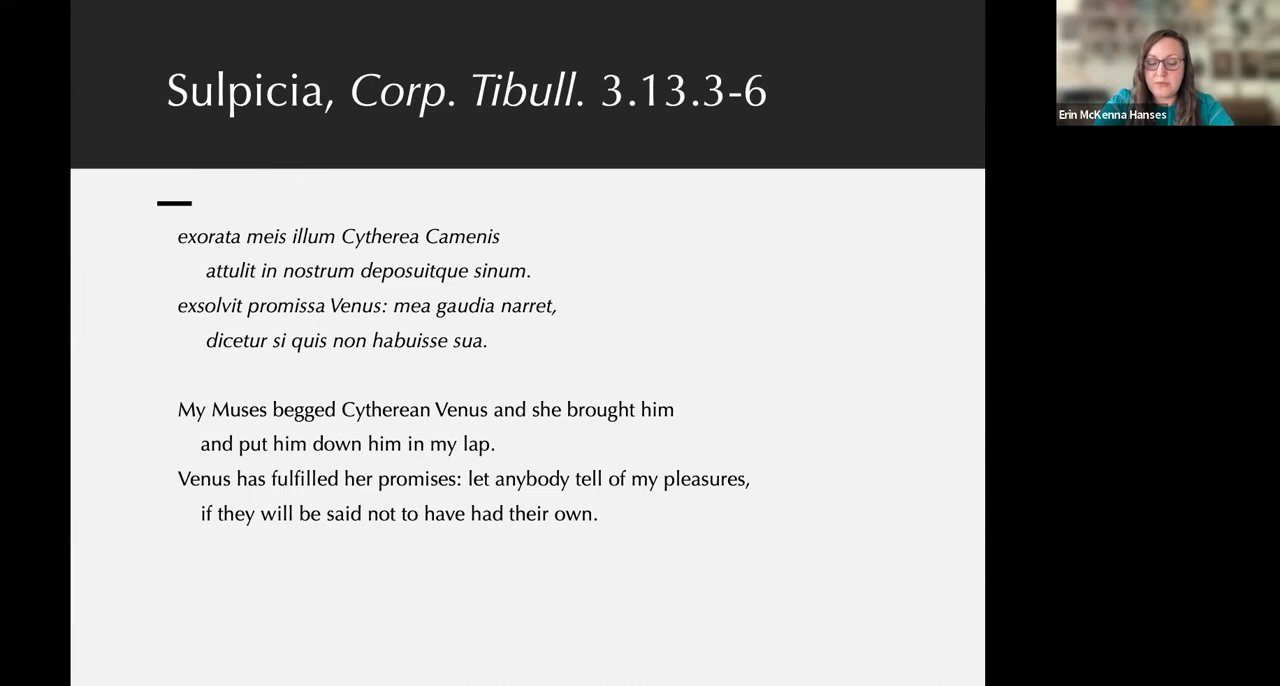 Sulpicia, Corp. Tibull. 3.13.3-6
exorata meis illum Cytherea Camenis
attulit in nostrum deposuitque sinum.
exsolvit promissa Venus: mea gaudia narret,
dicetur si quis non habuisse sua.
My Muses begged Cytherean Venus and she brought him
and put him down him in my lap.
Venus has fulfilled her promises: let anybody tell of my pleasures,
if they will be said not to have had their own.
Erin McKenna Hanses